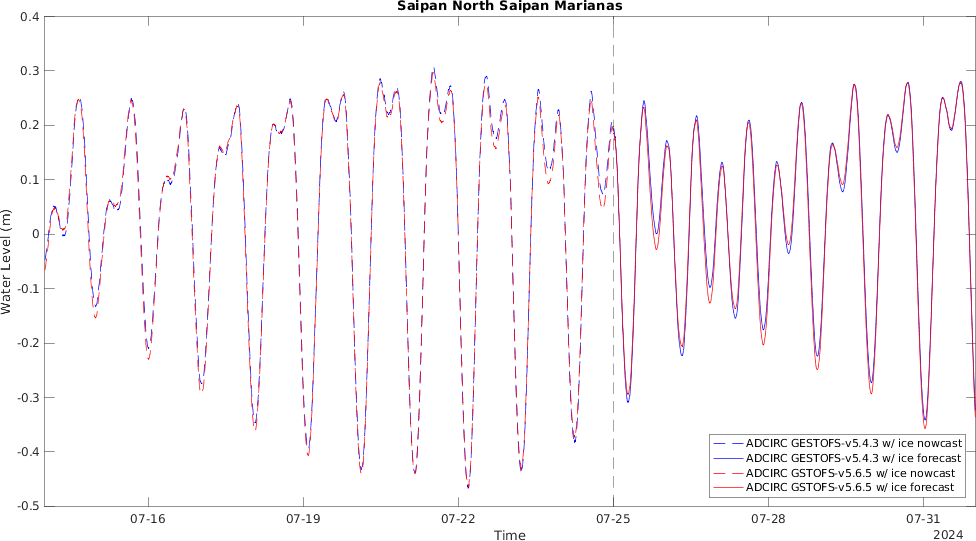 Saipan North Saipan Marianas
0.4
0.3
0.2
0.1
0
-0.1
-0.2
-0.3
-0.4
-0.5
Water Level (m)
ADCIRC GESTOFS-v5.4.3 w/ ice nowcast
ADCIRC GESTOFS-v5.4.3 w/ ice forecast
ADCIRC GSTOFS-v5.6.5 w/ ice nowcast
ADCIRC GSTOFS-v5.6.5 w/ ice forecast
07-16 07-19 07-22 07-25 07-28 07-31
Time
2024